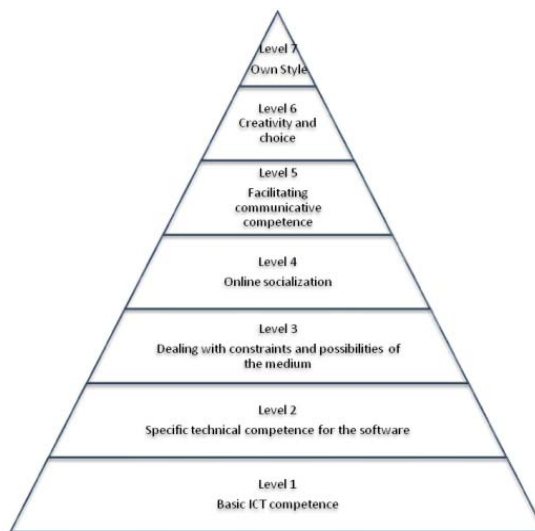 Level 7
Own Style
Level 6
Creativity and
choice
Level 5
Facilitating
communicative
competence
Level 4
Online socialization
Level 3
Dealing with constraints and possibilities of
the medium
Level 2
Specific technical competence for the software
Level 1
Basic ICT competence